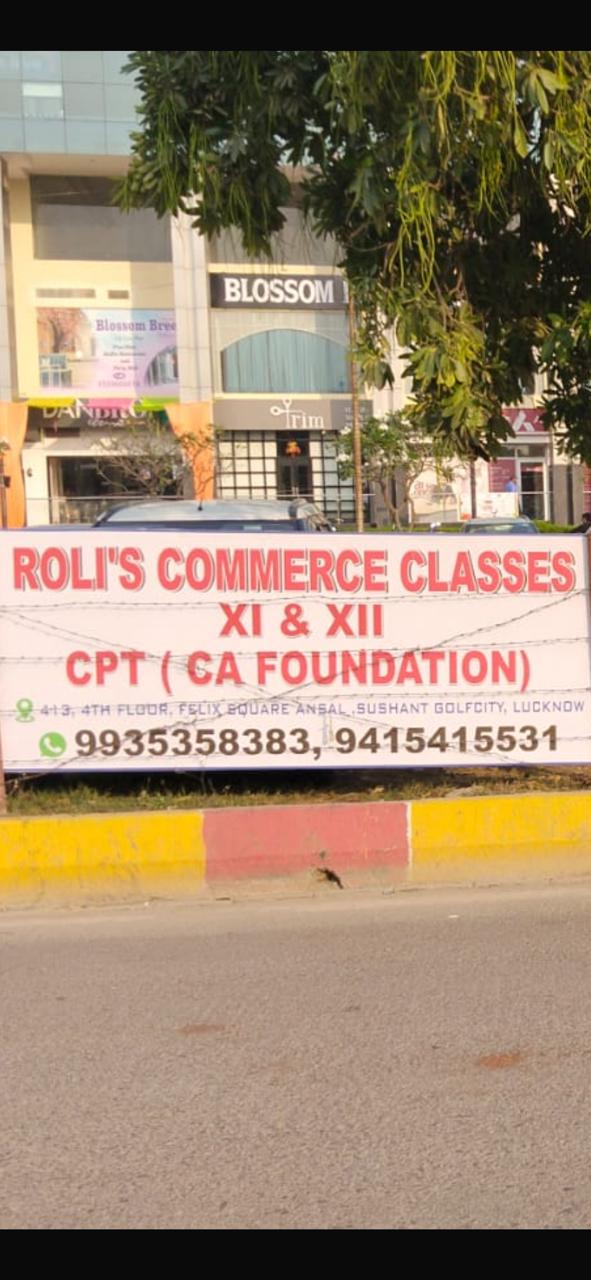 BLOSSOM
Blossom Bree
Trim
ROLI'S COMMERCE CLASSES
XI & XII
CPT ( CA FOUNDATION)
413, 4TH FLOUR, FELIX SQUARE ANSAL ,SUSHANT GOLFCITY, LUCKNOW
9935358383, 9415415531